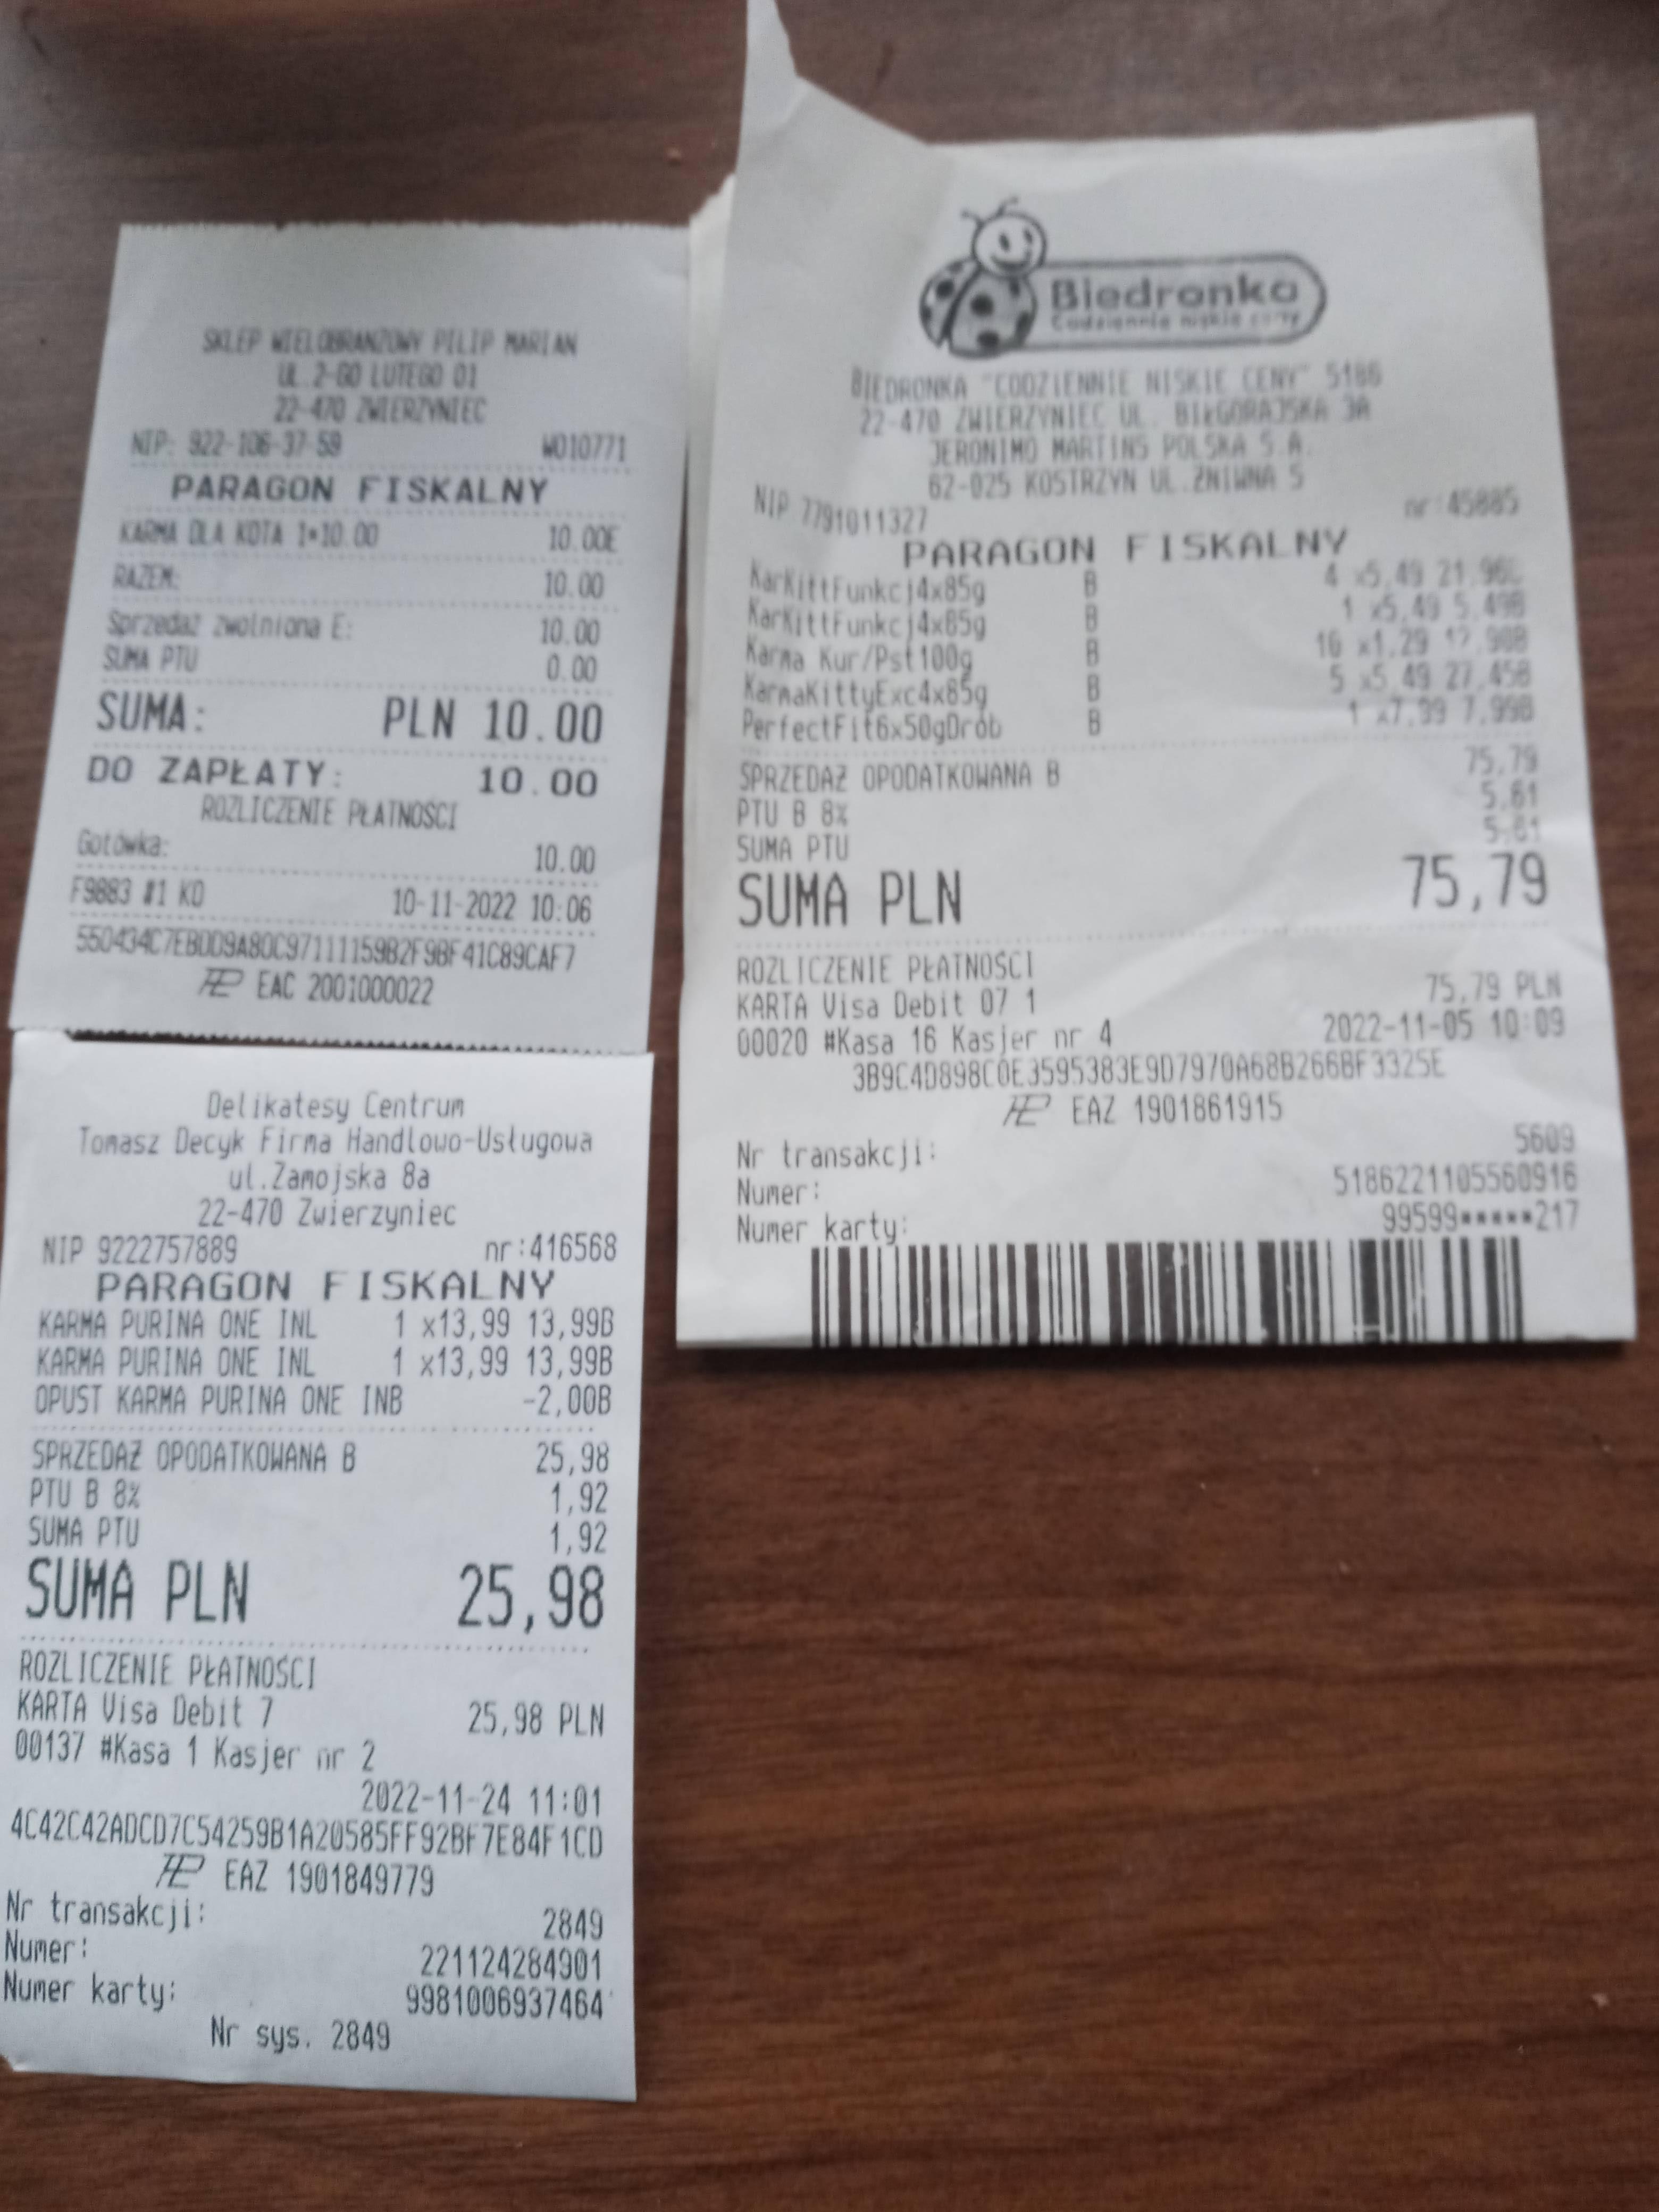 SKLEP WIELOBRANŻOWY PILIP MARIAN
UL.2-GO LUTEGO 01
22-470 ZWIERZYNIEC
NIP: 922-106-37-59 WO10771
PARAGON FISKALNY
KARMA DLA KOTA 1*10.00 10.00E
RAZEM: 10.00
Sprzedaż zwolniona E: 10.00
SUMA PTU 0.00
SUMA: PLN 10.00
DO ZAPŁATY: 10.00
ROZLICZENIE PŁATNOŚCI
Gotówka: 10.00
F9883 #1 KO 10-11-2022 10:06
550434C7EBDD9A80C97111159B2F9BF41C89CAF7
EAC 2001000022
Delikatesy Centrum
Tomasz Decyk Firma Handlowo-Usługowa
ul.Zamojska 8a
22-470 Zwierzyniec
NIP 9222757889 nr:416568
PARAGON FISKALNY
KARMA PURINA ONE INL 1 x13,99 13,99B
KARMA PURINA ONE INL 1 x13,99 13,99B
OPUST KARMA PURINA ONE INB -2,00B
SPRZEDAŻ OPODATKOWANA B 25,98
PTU B 8% 1,92
SUMA PTU 1,92
SUMA PLN 25,98
ROZLICZENIE PŁATNOŚCI
KARTA Visa Debit 7 25,98 PLN
00137 #Kasa 1 Kasjer nr 2
2022-11-24 11:01
4C42C42ADCD7C54259B1A20585FF92BF7E84F1CD
EAZ 1901849779
Nr transakcji: 2849
Numer: 221124284901
Numer karty: 9981006937464
Nr sys. 2849
Biedronka
Codziennie niskie ceny
BIEDRONKA "CODZIENNIE NISKIE CENY" 5186
22-470 ZWIERZYNIEC UL. BIŁGORAJSKA 3A
JERONIMO MARTINS POLSKA S.A.
62-025 KOSTRZYN UL.ŻNIWNA 5
NIP 7791011327 nr:45885
PARAGON FISKALNY
KarKittFunkcj4x85g B 4 x5,49 21,96B
KarKittFunkcj4x85g B 1 x5,49 5,49B
Karma Kur/Pst100g B 10 x1,29 12,90B
KarmaKittyExc4x85g B 5 x5,49 27,45B
PerfectFit6x50gDrób B 1 x7,99 7,99B
SPRZEDAŻ OPODATKOWANA B 75,79
PTU B 8% 5,61
SUMA PTU 5,61
SUMA PLN 75,79
ROZLICZENIE PŁATNOŚCI
KARTA Visa Debit 07 1 75,79 PLN
00020 #Kasa 16 Kasjer nr 4 2022-11-05 10:09
3B9C4D898C0E3595383E9D7970A68B266BF3325E
EAZ 1901861915
Nr transakcji: 5609
Numer: 5186221105560916
Numer karty: 99599*****217